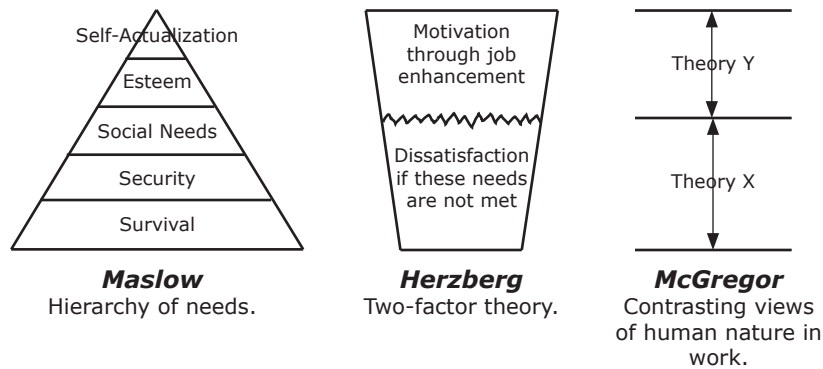 Self-Actualization
Esteem
Social Needs
Security
Survival
Maslow
Hierarchy of needs.
Motivation
through job
enhancement
Dissatisfaction
if these needs
are not met
Herzberg
Two-factor theory.
Theory Y
Theory X
McGregor
Contrasting views
of human nature in
work.